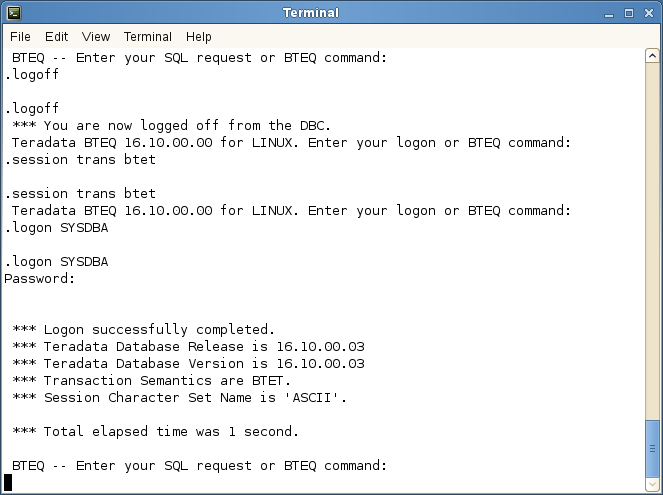 Terminal
File Edit View Terminal Help
BTEQ -- Enter your SQL request or BTEQ command:
.logoff
.logoff
*** You are now logged off from the DBC.
Teradata BTEQ 16.10.00.00 for LINUX. Enter your logon or BTEQ command:
.session trans btet
.session trans btet
Teradata BTEQ 16.10.00.00 for LINUX. Enter your logon or BTEQ command:
.logon SYSDBA
.logon SYSDBA
Password:
*** Logon successfully completed.
*** Teradata Database Release is 16.10.00.03
*** Teradata Database Version is 16.10.00.03
*** Transaction Semantics are BTET.
*** Session Character Set Name is 'ASCII'.
*** Total elapsed time was 1 second.
BTEQ -- Enter your SQL request or BTEQ command: